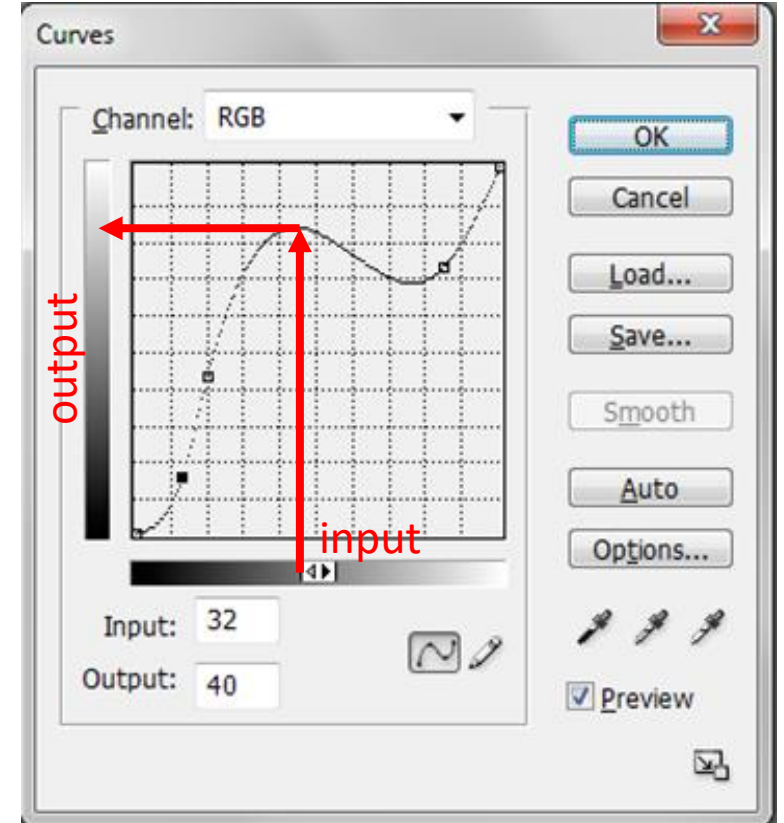 Curves
Channel: RGB
OK
Cancel
Load...
Save...
Smooth
Auto
Options...
output
input
Input: 32
Output: 40
Preview